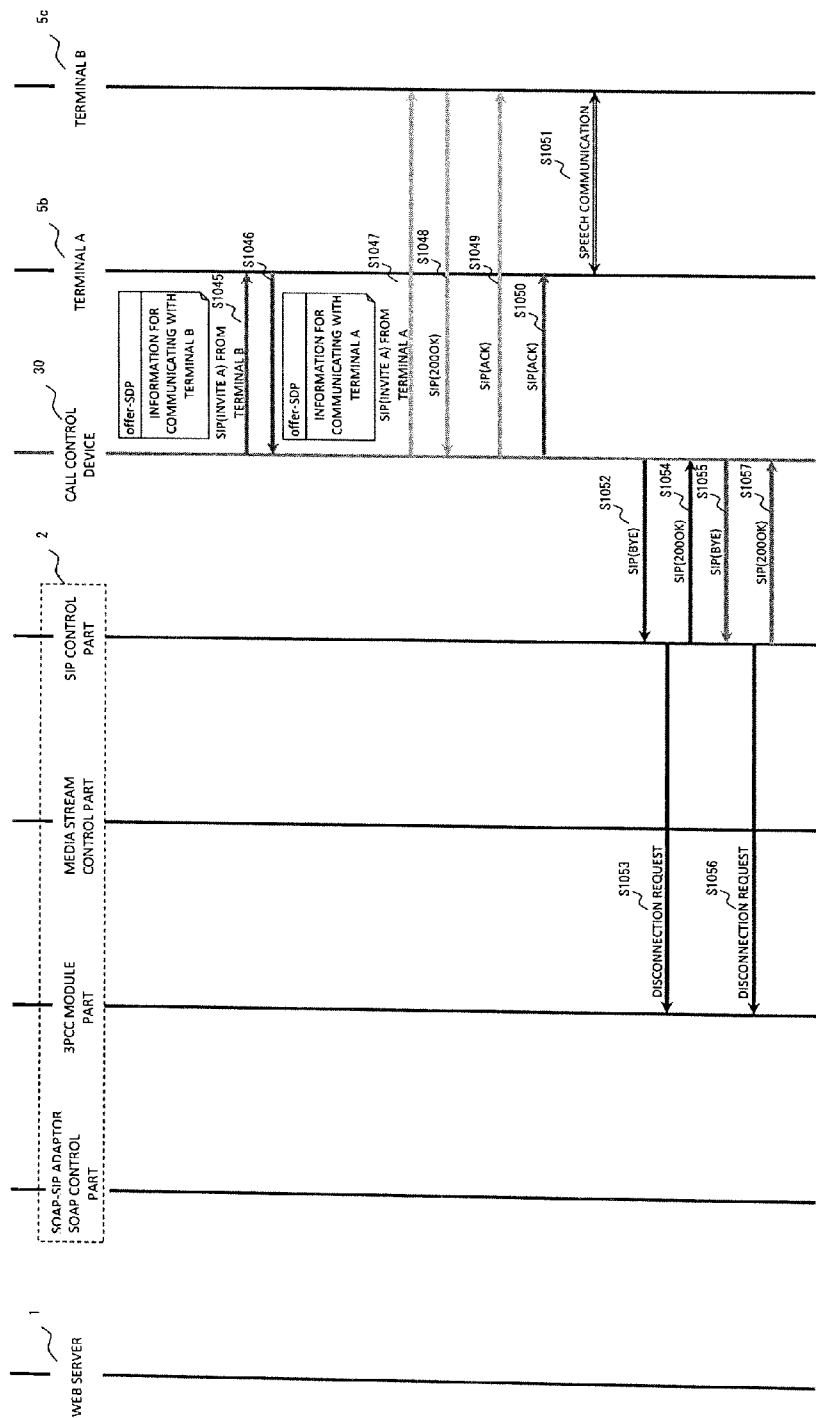 WEB SERVER
1
SOAP-SIP ADAPTOR
SOAP CONTROL
PART
3PCC MODULE
PART
MEDIA STREAM
CONTROL PART
SIP CONTROL
PART
2
CALL CONTROL
DEVICE
30
TERMINAL A
5b
TERMINAL B
5c
offer-SDP
INFORMATION FOR
COMMUNICATING WITH
TERMINAL B
SIP(INVITE A) FROM
TERMINAL B
S1045
S1046
offer-SDP
INFORMATION FOR
COMMUNICATING WITH
TERMINAL A
SIP(INVITE A) FROM
TERMINAL A
S1047
SIP(200OK)
S1048
SIP(ACK)
S1049
SIP(ACK)
S1050
SPEECH COMMUNICATION
S1051
SIP(BYE)
S1052
DISCONNECTION REQUEST
S1053
SIP(200OK)
S1054
SIP(BYE)
S1055
DISCONNECTION REQUEST
S1056
SIP(200OK)
S1057